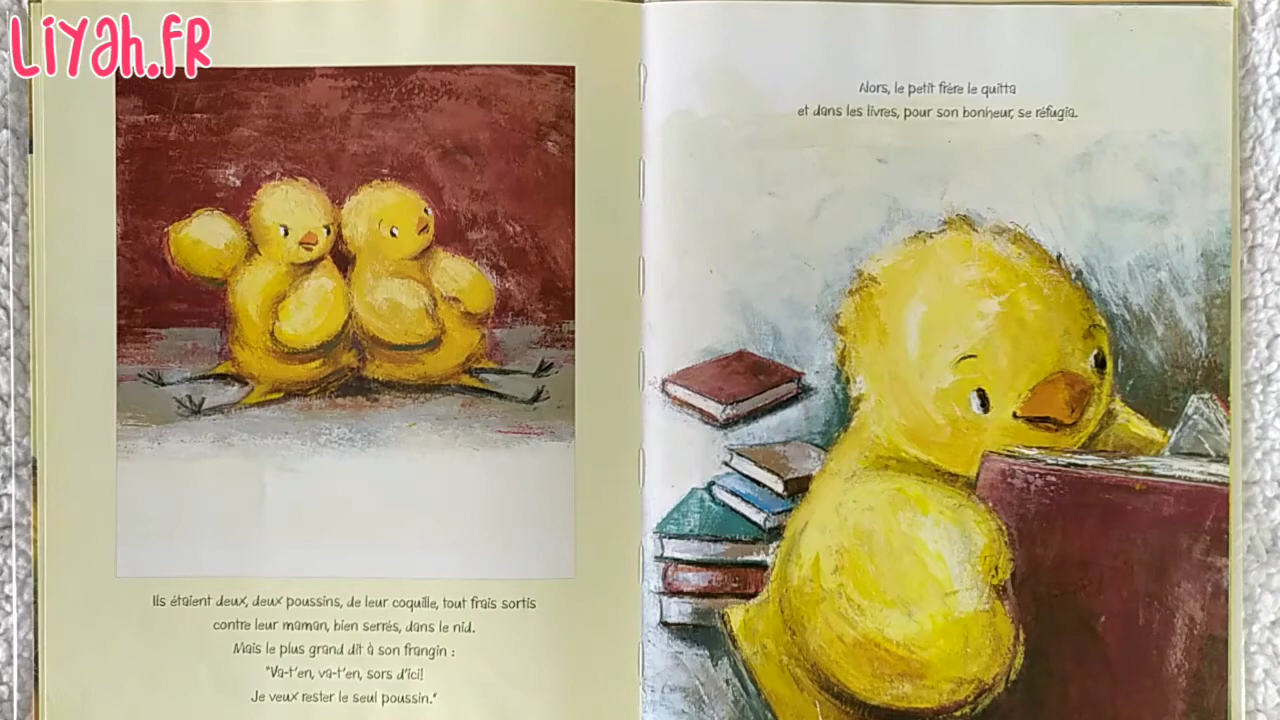 Liyah.FR
Ils étaient deux, deux poussins, de leur coquille, tout frais sortis
contre leur maman, bien serrés, dans le nid.
Mais le plus grand dit à son frangin :
"Va-t'en, va-t'en, sors d'ici!
Je veux rester le seul poussin."
Alors, le petit frère le quitta
et dans les livres, pour son bonheur, se réfugia.